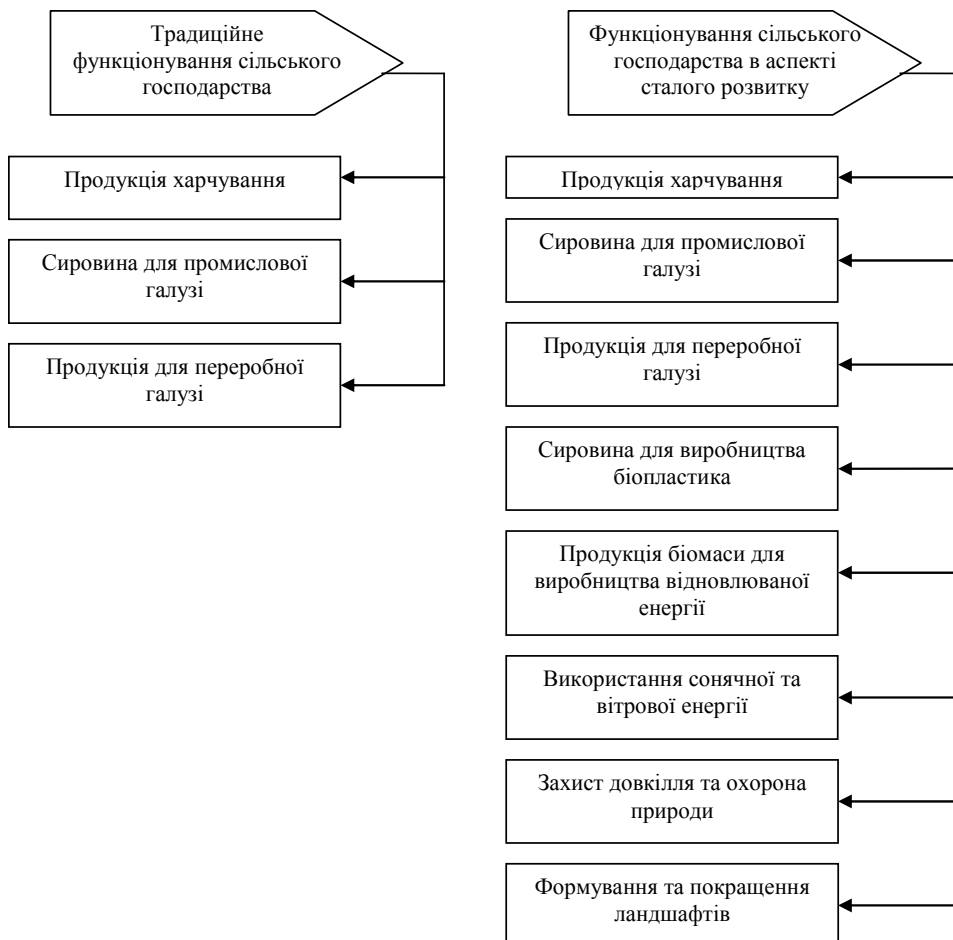 Традиційне
функціонування сільського
господарства
Продукція харчування
Сировина для промислової
галузі
Продукція для переробної
галузі
Функціонування сільського
господарства в аспекті
сталого розвитку
Продукція харчування
Сировина для промислової
галузі
Продукція для переробної
галузі
Сировина для виробництва
біопластика
Продукція біомаси для
виробництва відновлюваної
енергії
Використання сонячної та
вітрової енергії
Захист довкілля та охорона
природи
Формування та покращення
ландшафтів